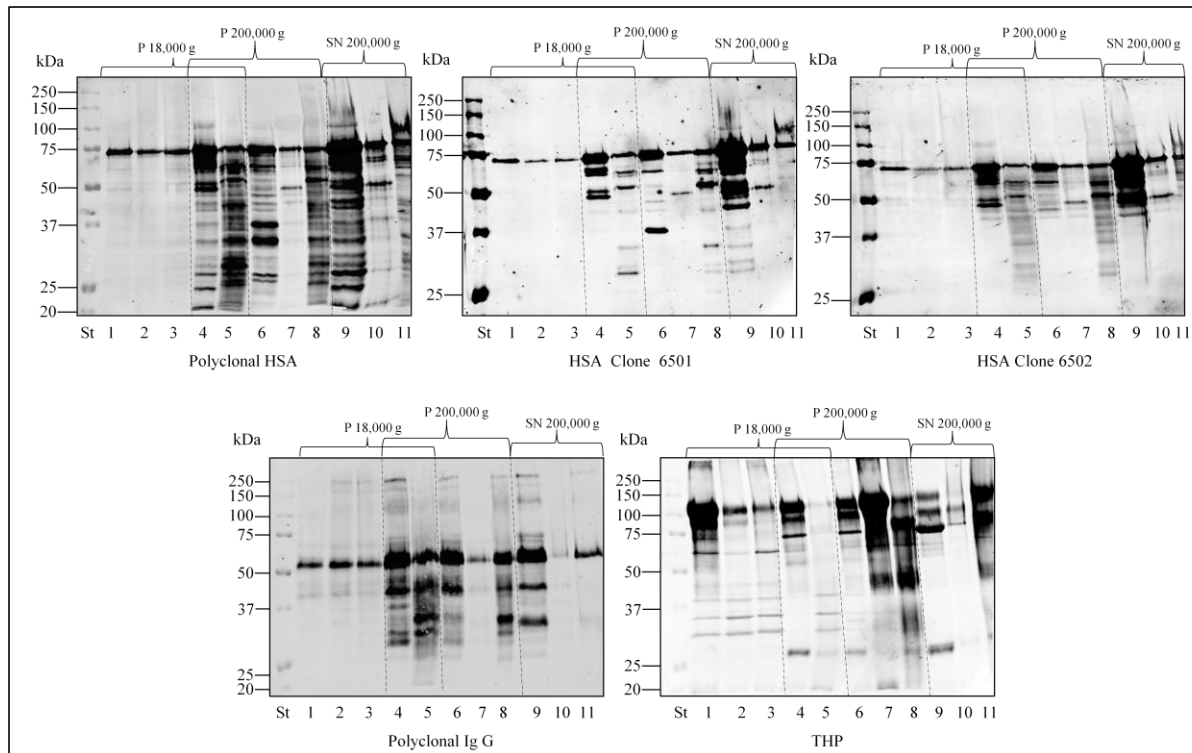 P 200,000 g
P 18,000 g
SN 200,000 g
kDa
250
150
100
75
50
37
25
20
St 1 2 3 4 5 6 7 8 9 10 11
Polyclonal HSA
P 200,000 g
P 18,000 g
SN 200,000 g
kDa
250
150
100
75
50
37
25
St 1 2 3 4 5 6 7 8 9 10 11
HSA Clone 6501
P 200,000 g
P 18,000 g
SN 200,000 g
kDa
250
150
100
75
50
37
25
St 1 2 3 4 5 6 7 8 9 10 11
HSA Clone 6502
P 200,000 g
P 18,000 g
SN 200,000 g
kDa
250
150
100
75
50
37
25
20
St 1 2 3 4 5 6 7 8 9 10 11
Polyclonal Ig G
P 200,000 g
P 18,000 g
SN 200,000 g
kDa
250
150
100
75
50
37
25
20
St 1 2 3 4 5 6 7 8 9 10 11
THP